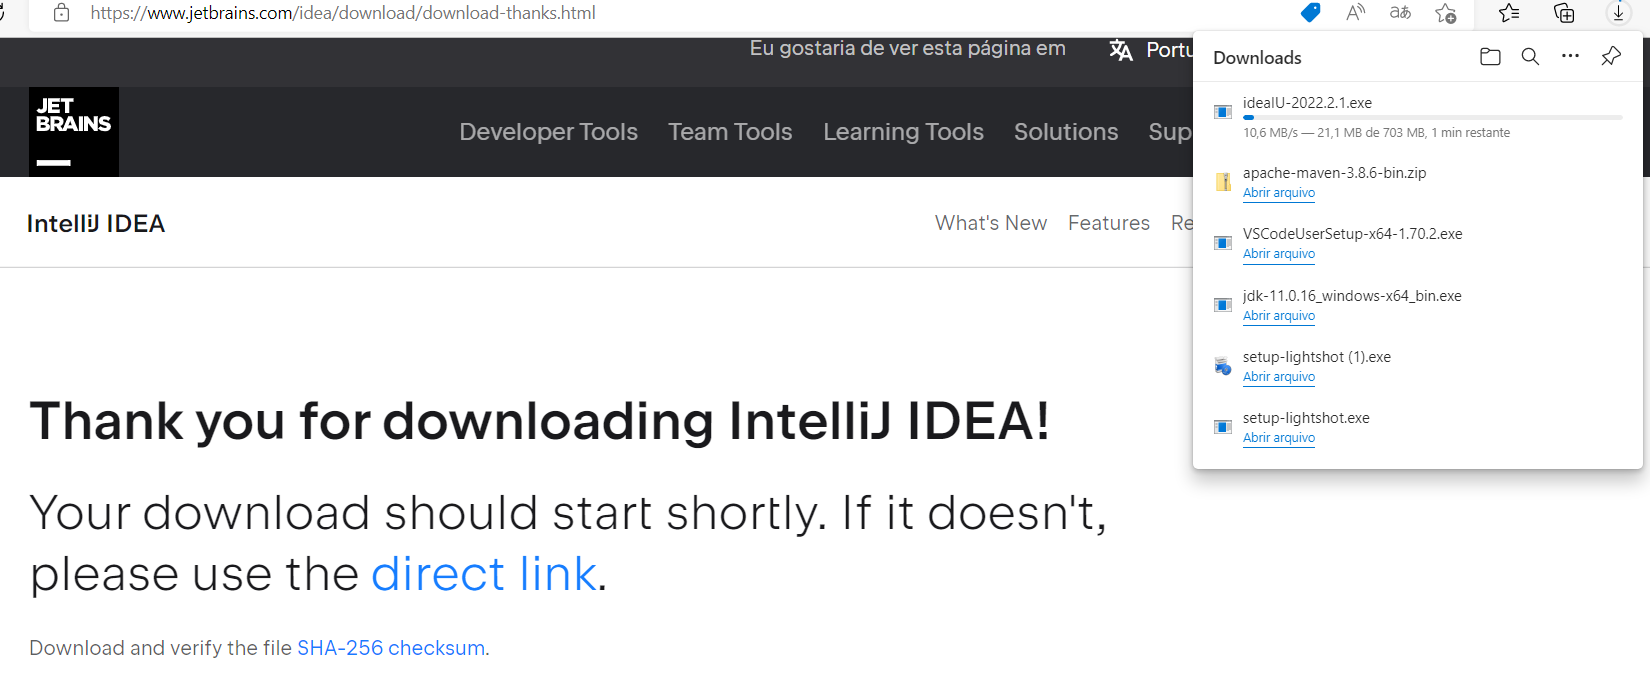 https://www.jetbrains.com/idea/download/download-thanks.html
Eu gostaria de ver esta página em
JET
BRAINS
Developer Tools Team Tools Learning Tools Solutions
IntelliJ IDEA
What's New Features
Thank you for downloading IntelliJ IDEA!
Your download should start shortly. If it doesn't,
please use the direct link.
Download and verify the file SHA-256 checksum.
Downloads
ideaIU-2022.2.1.exe
10,6 MB/s — 21,1 MB de 703 MB, 1 min restante
apache-maven-3.8.6-bin.zip
Abrir arquivo
VSCodeUserSetup-x64-1.70.2.exe
Abrir arquivo
jdk-11.0.16_windows-x64_bin.exe
Abrir arquivo
setup-lightshot (1).exe
Abrir arquivo
setup-lightshot.exe
Abrir arquivo